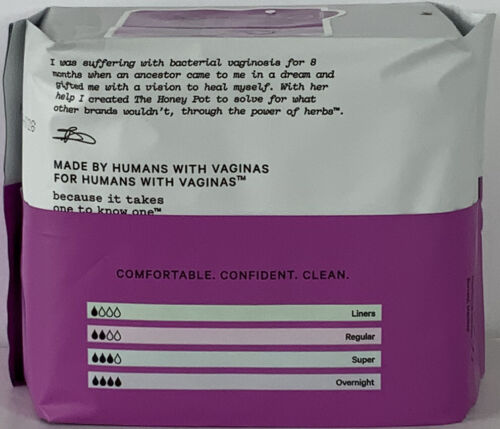 I was suffering with bacterial vaginosis for 8
months when an ancestor came to me in a dream and
gifted me with a vision to heal myself. With her
help I created The Honey Pot to solve for what
other brands wouldn't, through the power of herbs™.
MADE BY HUMANS WITH VAGINAS
FOR HUMANS WITH VAGINAS™
because it takes
one to know one™
COMFORTABLE. CONFIDENT. CLEAN.
Liners
Regular
Super
Overnight